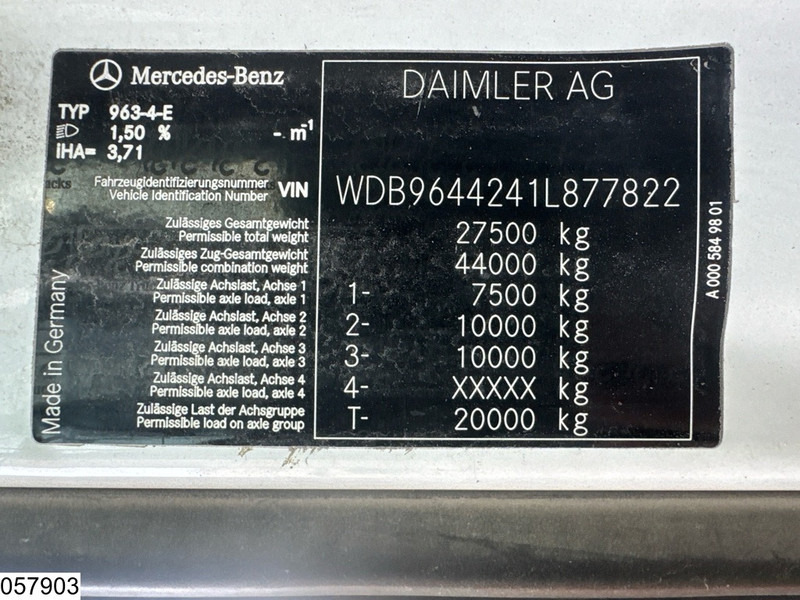 Mercedes-Benz
TYP 963-4-E
1,50 % - m-1
iHA= 3,71
DAIMLER AG
Fahrzeugidentifizierungsnummer
Vehicle Identification Number VIN WDB9644241L877822
Zulässiges Gesamtgewicht
Permissible total weight 27500 kg
Zulässiges Zug-Gesamtgewicht
Permissible combination weight 44000 kg
Zulässige Achslast, Achse 1
Permissible axle load, axle 1 1- 7500 kg
Zulässige Achslast, Achse 2
Permissible axle load, axle 2 2- 10000 kg
Zulässige Achslast, Achse 3
Permissible axle load, axle 3 3- 10000 kg
Zulässige Achslast, Achse 4
Permissible axle load, axle 4 4- XXXXX kg
Zulässige Last der Achsgruppe
Permissible load on axle group T- 20000 kg
Made in Germany
A 000 584 98 01
057903